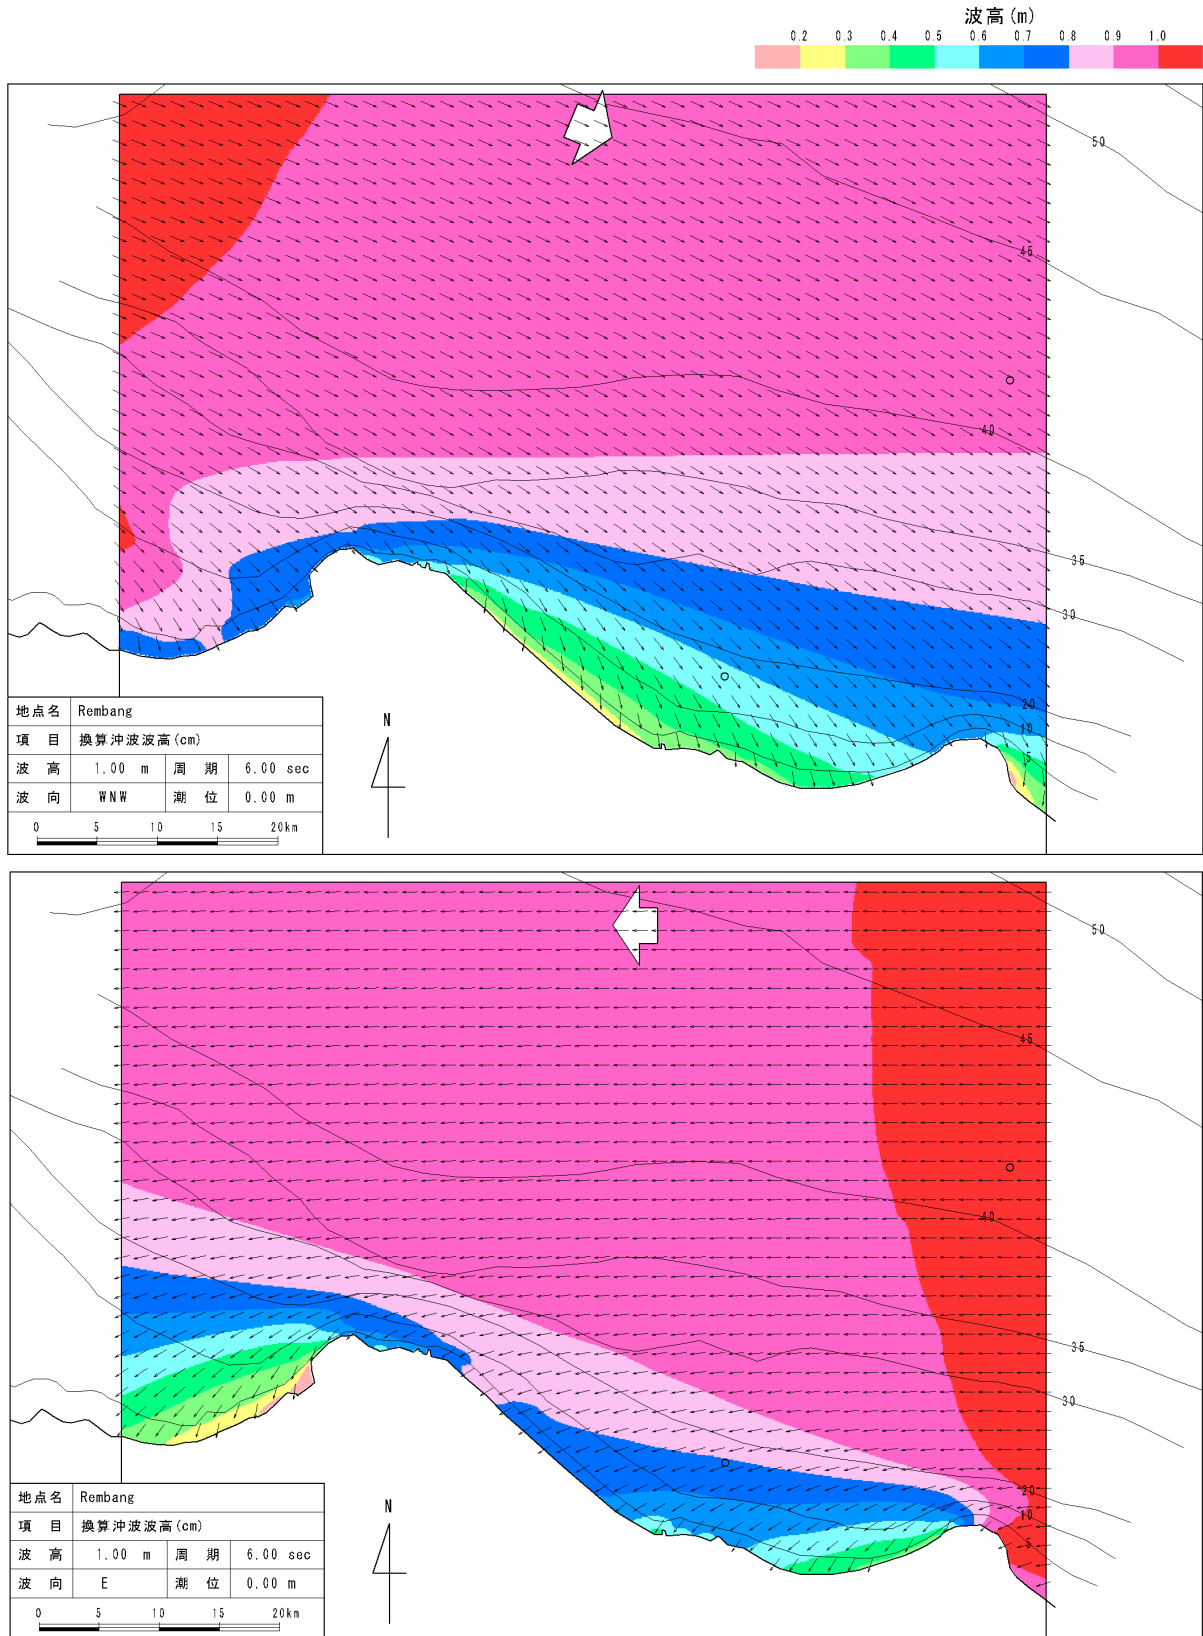 波高(m)
0.2 0.3 0.4 0.5 0.6 0.7 0.8 0.9 1.0
50
45
40
35
30
20
10
5
地点名 Rembang
項 目 換算沖波波高(cm)
波 高 1.00 m 周 期 6.00 sec
波 向 WNW 潮 位 0.00 m
0 5 10 15 20km
N
50
45
40
35
30
20
10
5
地点名 Rembang
項 目 換算沖波波高(cm)
波 高 1.00 m 周 期 6.00 sec
波 向 E 潮 位 0.00 m
0 5 10 15 20km
N